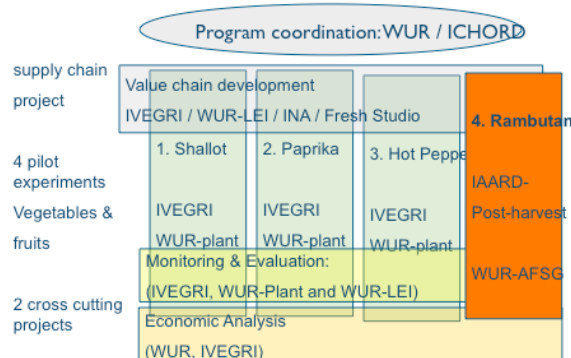 Program coordination: WUR / ICHORD
supply chain
project
Value chain development
IVEGRI / WUR-LEI / INA / Fresh Studio
4 pilot
experiments
Vegetables &
fruits
1. Shallot
IVEGRI
WUR-plant
2. Paprika
IVEGRI
WUR-plant
3. Hot Peppe
IVEGRI
WUR-plant
4. Rambutan
IAARD-
Post-harvest
WUR-AFSG
Monitoring & Evaluation:
(IVEGRI, WUR-Plant and WUR-LEI)
2 cross cutting
projects
Economic Analysis
(WUR, IVEGRI)